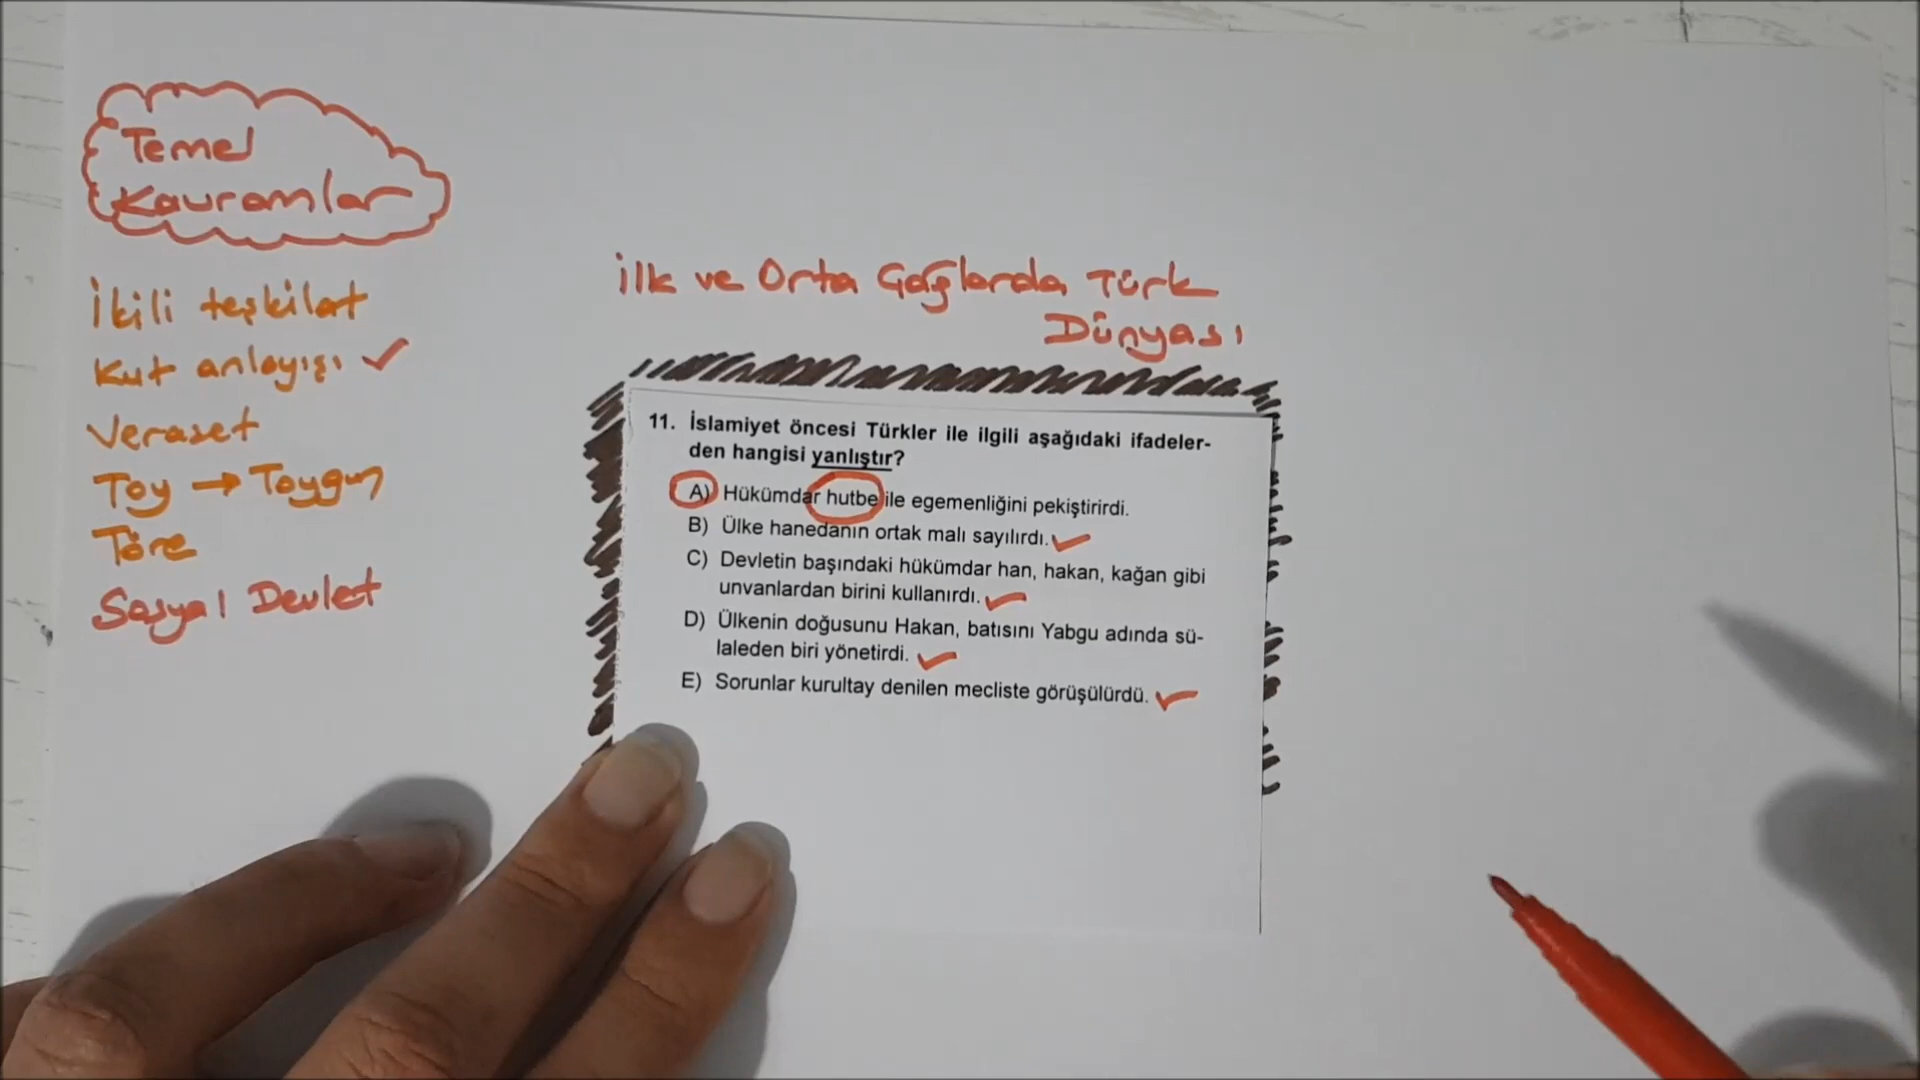 Temel
Kavramlar
İkili teşkilat
Kut anlayışı
Veraset
Toy → Toygun
Töre
Sosyal Devlet
İlk ve Orta Çağlarda Türk
Dünyası
11. İslamiyet öncesi Türkler ile ilgili aşağıdaki ifadeler-
den hangisi yanlıştır?
A) Hükümdar hutbe ile egemenliğini pekiştirirdi.
B) Ülke hanedanın ortak malı sayılırdı.
C) Devletin başındaki hükümdar han, hakan, kağan gibi
unvanlardan birini kullanırdı.
D) Ülkenin doğusunu Hakan, batısını Yabgu adında sü-
laleden biri yönetirdi.
E) Sorunlar kurultay denilen mecliste görüşülürdü.